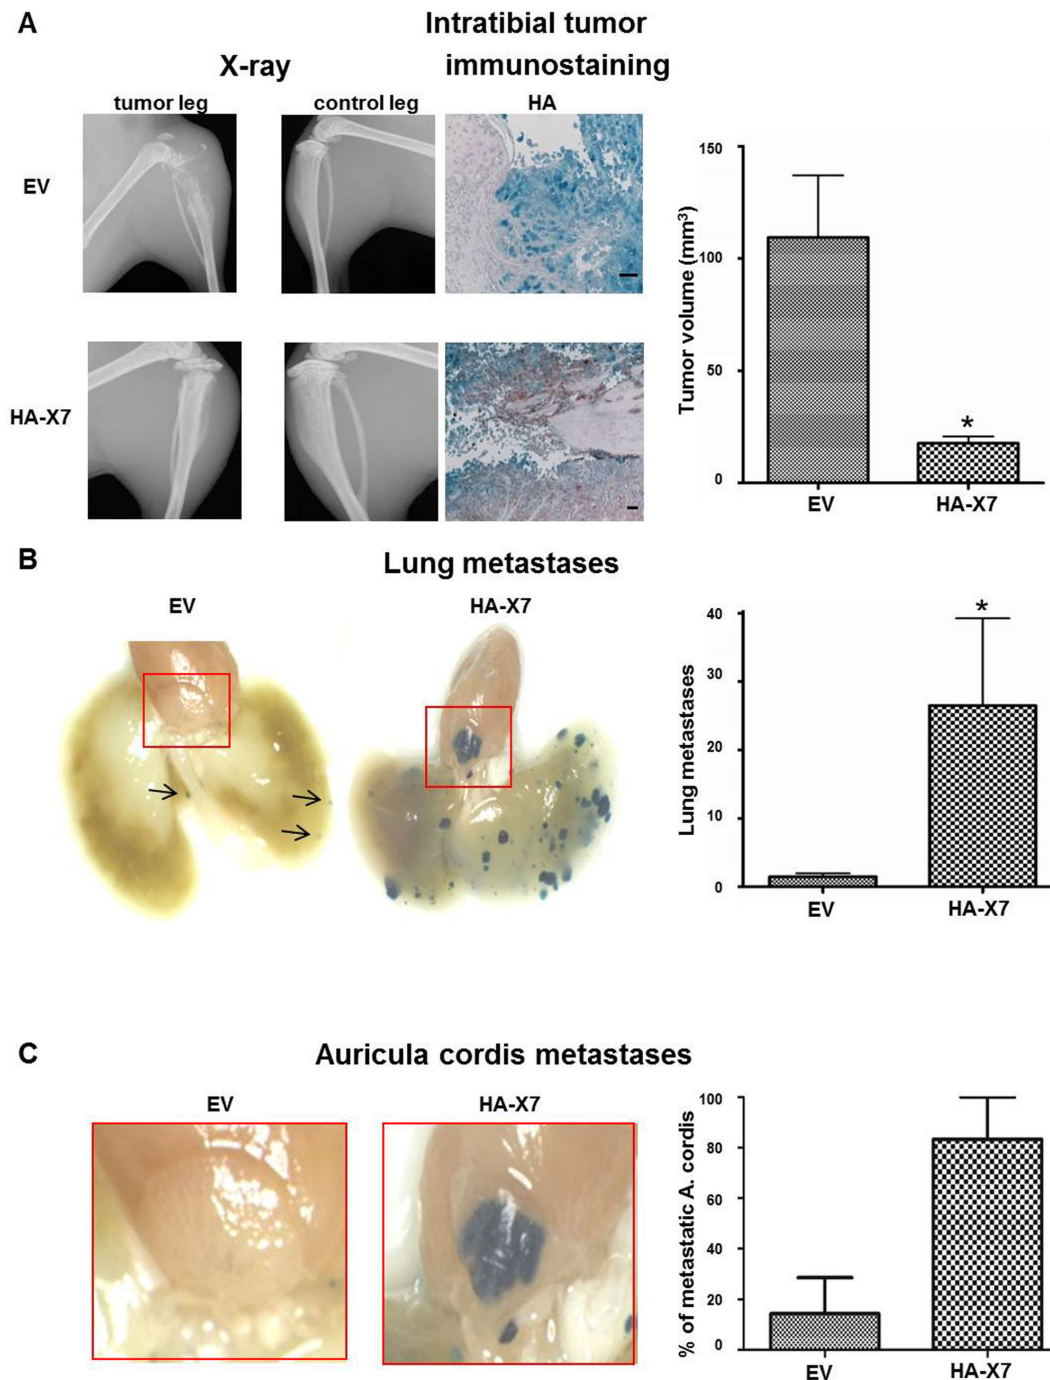 A
Intratibial tumor
immunostaining
X-ray
tumor leg
control leg
HA
EV
HA-X7
150
100
50
0
Tumor volume (mm³)
*
EV
HA-X7
B
Lung metastases
EV
HA-X7
40
30
20
10
0
Lung metastases
*
EV
HA-X7
C
Auricula cordis metastases
EV
HA-X7
100
80
60
40
20
0
% of metastatic A. cordis
EV
HA-X7